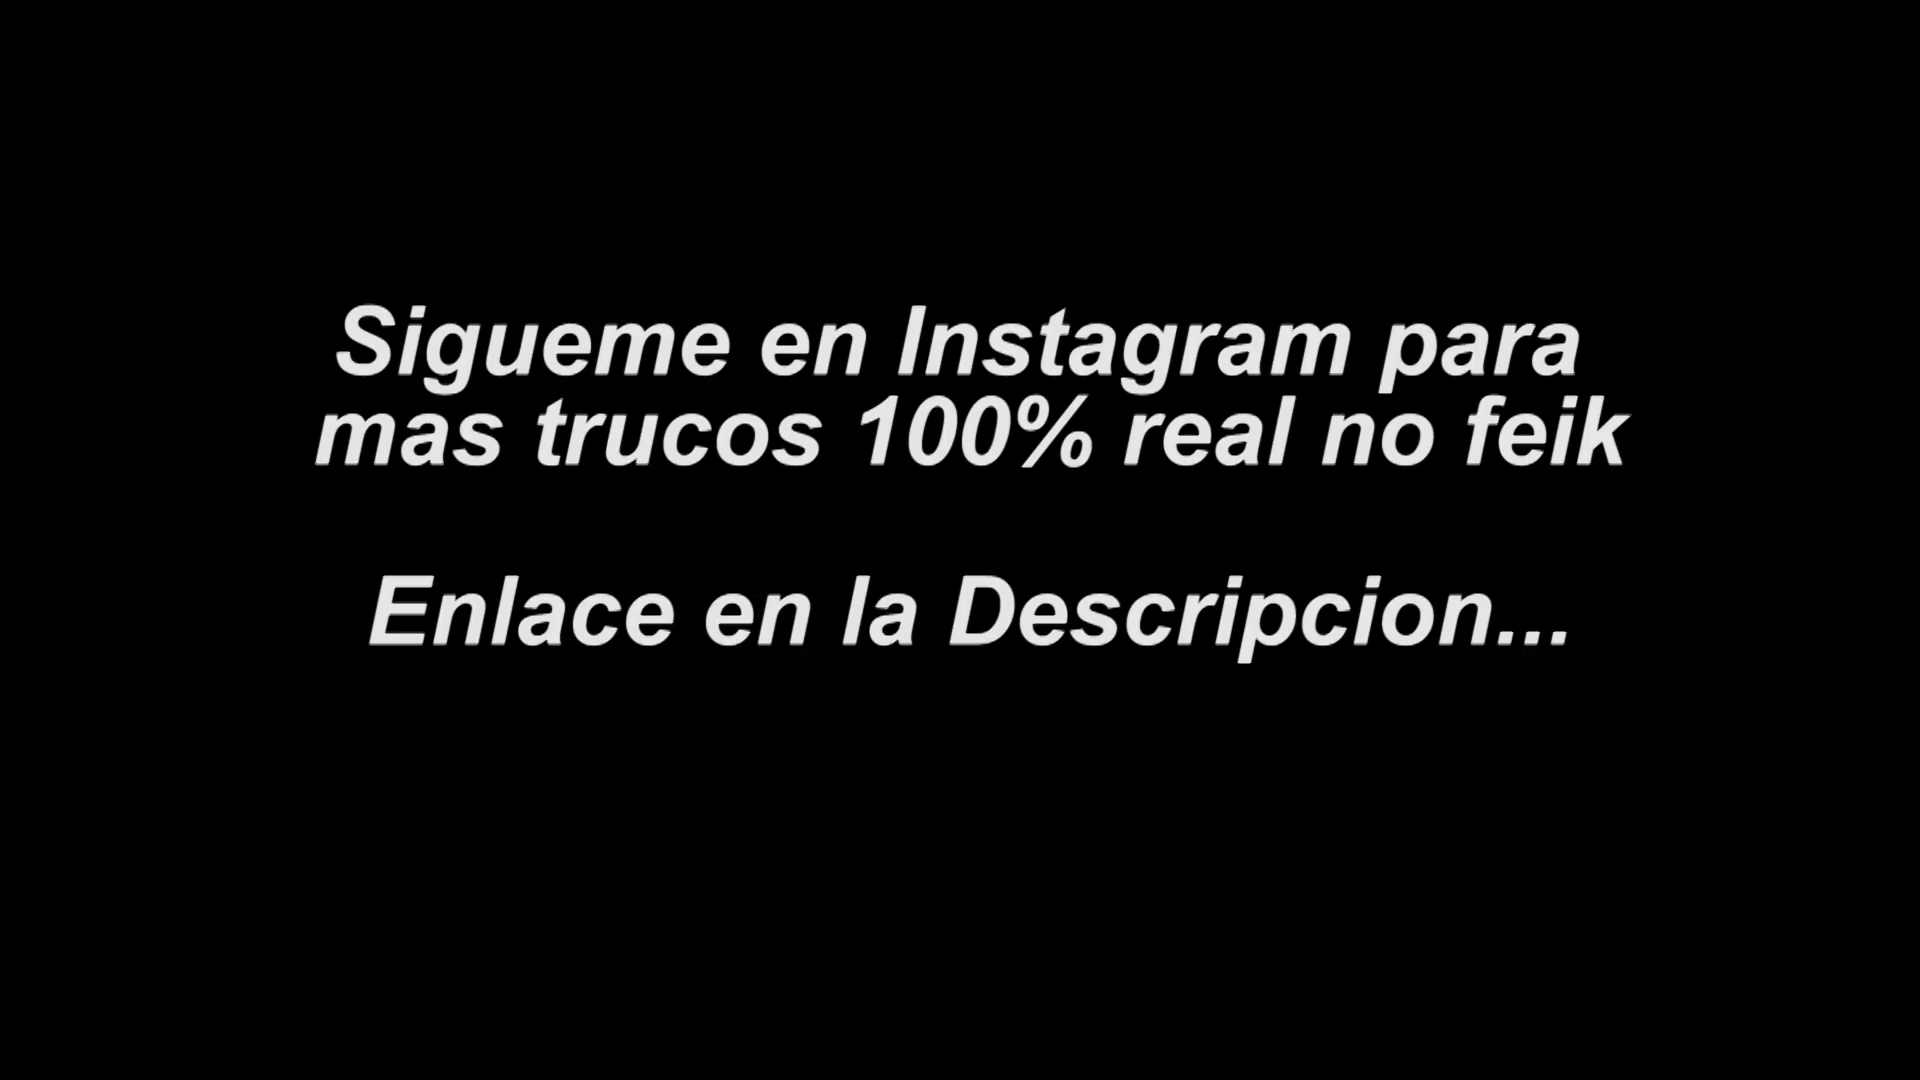 Sigueme en Instagram para
mas trucos 100% real no feik
Enlace en la Descripcion...